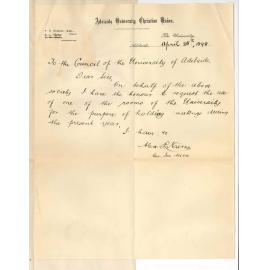 Adelaide University Christian Union.
The University
Adelaide
April 28th, 1898
To the Council of the University of Adelaide.
Dear Sirs
On behalf of the above
society I have the honour to request the use
of one of the rooms of the University
for the purpose of holding meetings during
the present year.
I have &c
Alex.
Hon. Sec.